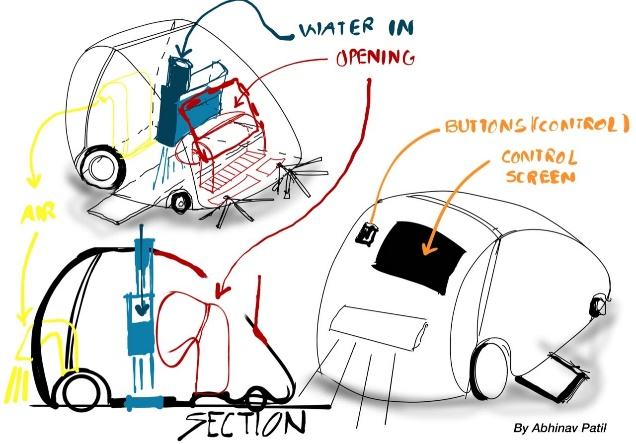 WATER IN
OPENING
BUTTONS (CONTROL)
CONTROL
SCREEN
AIR
SECTION
By Abhinav Patil